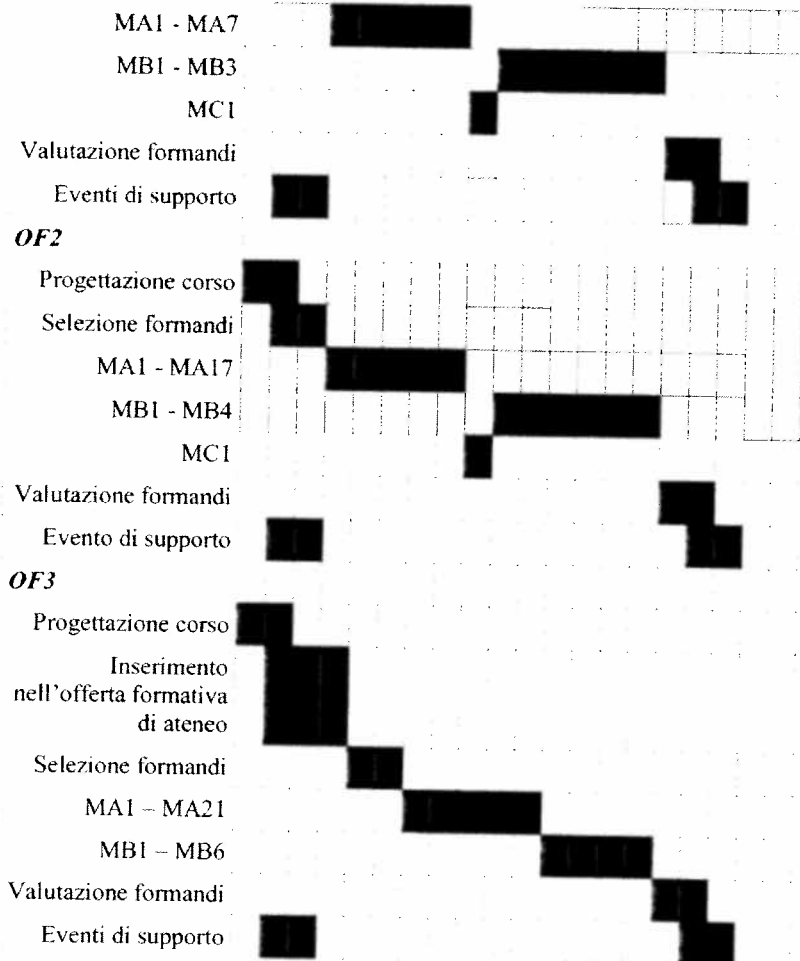 MA1 - MA7
MB1 - MB3
MC1
Valutazione formandi
Eventi di supporto
OF2
Progettazione corso
Selezione formandi
MA1 - MA17
MB1 - MB4
MC1
Valutazione formandi
Evento di supporto
OF3
Progettazione corso
Inserimento
nell'offerta formativa
di ateneo
Selezione formandi
MA1 – MA21
MB1 – MB6
Valutazione formandi
Eventi di supporto